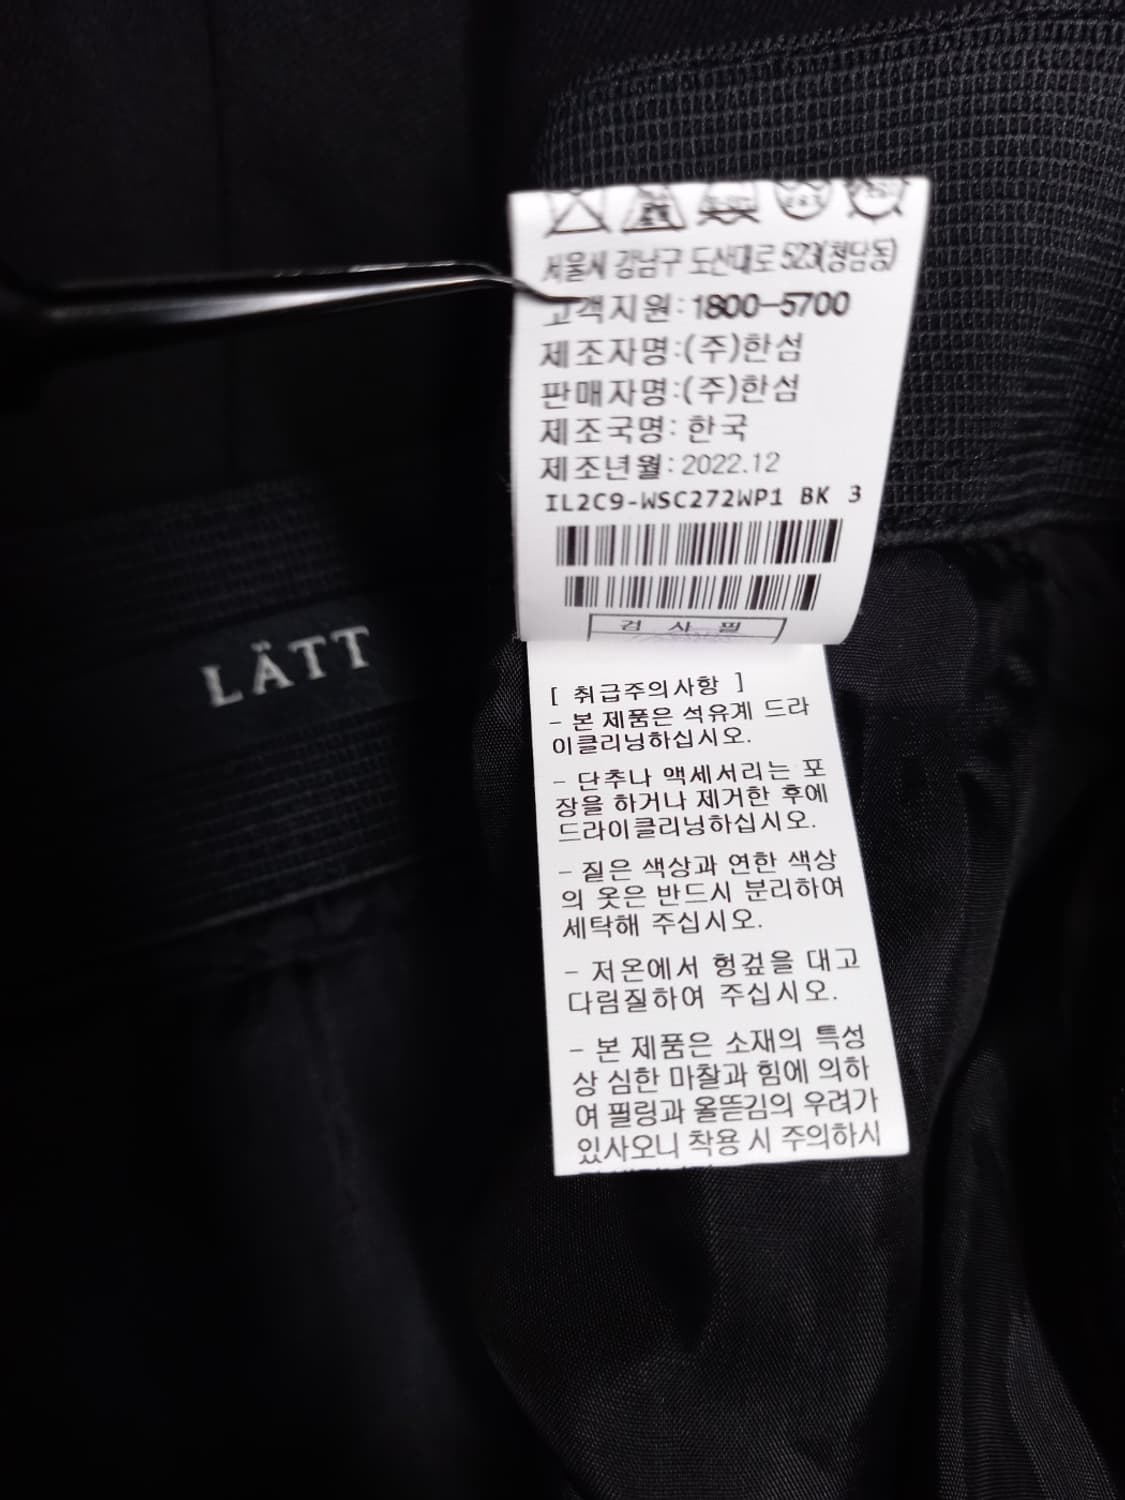 서울시 강남구 도산대로 523(청담동)
고객지원: 1800-5700
제조자명:(주)한섬
판매자명:(주)한섬
제조국명: 한국
제조년월: 2022.12
IL2C9-WSC272WP1 BK 3
검 사 필
LÄTT
[ 취급주의사항 ]
- 본 제품은 석유계 드라
이클리닝하십시오.
- 단추나 액세서리는 포
장을 하거나 제거한 후에
드라이클리닝하십시오.
- 질은 색상과 연한 색상
의 옷은 반드시 분리하여
세탁해 주십시오.
- 저온에서 헝겊을 대고
다림질하여 주십시오.
- 본 제품은 소재의 특성
상 심한 마찰과 힘에 의하
여 필링과 올뜯김의 우려가
있사오니 착용 시 주의하시